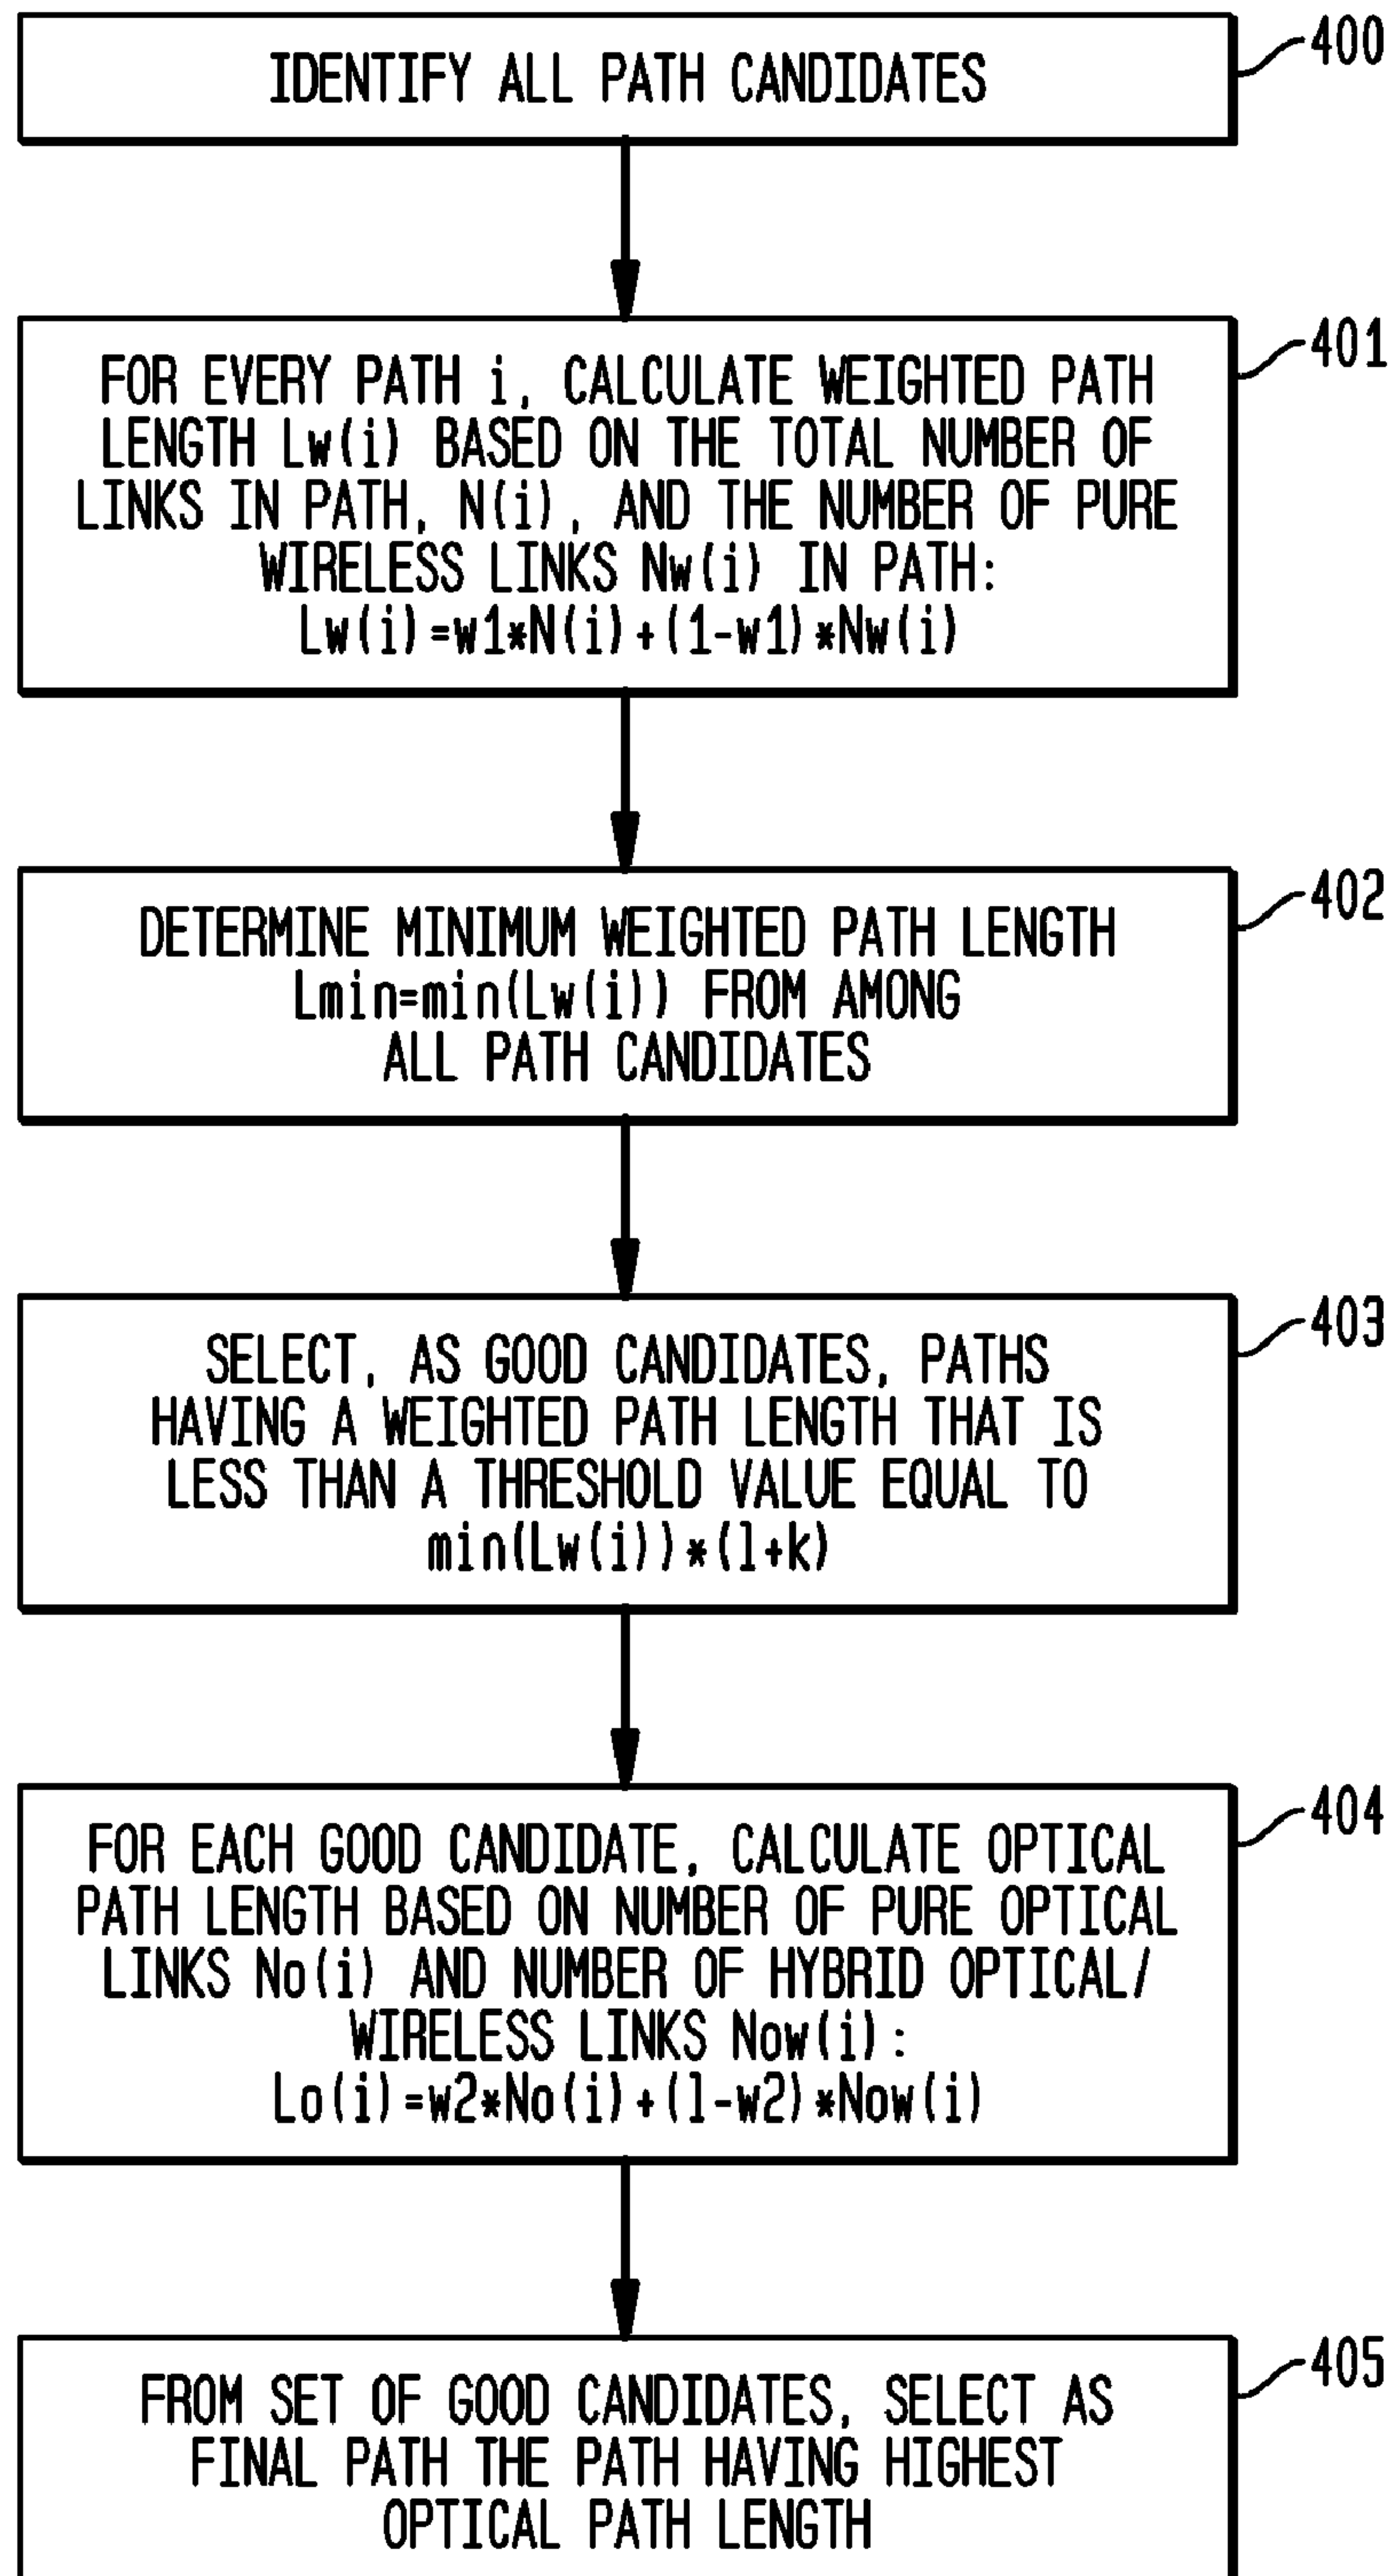 IDENTIFY ALL PATH CANDIDATES
400
FOR EVERY PATH i, CALCULATE WEIGHTED PATH
LENGTH Lw(i) BASED ON THE TOTAL NUMBER OF
LINKS IN PATH, N(i), AND THE NUMBER OF PURE
WIRELESS LINKS Nw(i) IN PATH:
Lw(i)=w1*N(i)+(1-w1)*Nw(i)
401
DETERMINE MINIMUM WEIGHTED PATH LENGTH
Lmin=min(Lw(i)) FROM AMONG
ALL PATH CANDIDATES
402
SELECT, AS GOOD CANDIDATES, PATHS
HAVING A WEIGHTED PATH LENGTH THAT IS
LESS THAN A THRESHOLD VALUE EQUAL TO
min(Lw(i))*(l+k)
403
FOR EACH GOOD CANDIDATE, CALCULATE OPTICAL
PATH LENGTH BASED ON NUMBER OF PURE OPTICAL
LINKS No(i) AND NUMBER OF HYBRID OPTICAL/
WIRELESS LINKS Now(i):
Lo(i)=w2*No(i)+(l-w2)*Now(i)
404
FROM SET OF GOOD CANDIDATES, SELECT AS
FINAL PATH THE PATH HAVING HIGHEST
OPTICAL PATH LENGTH
405